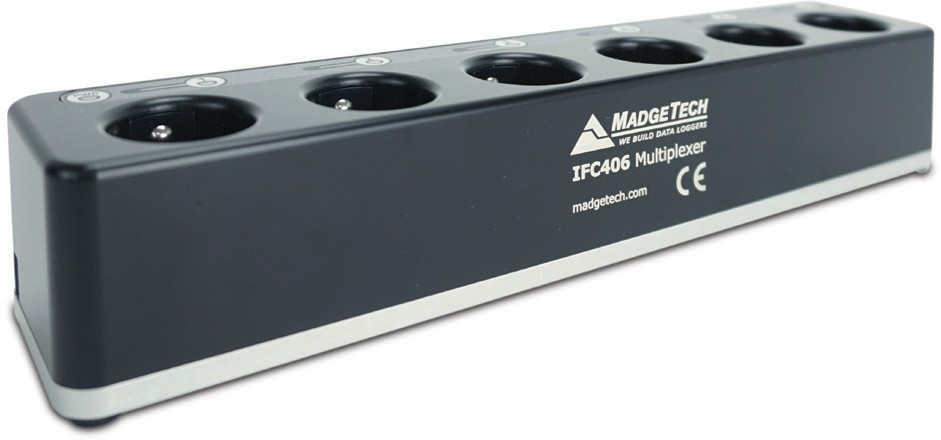 MADGETECH
WE BUILD DATA LOGGERS
IFC406 Multiplexer
CE
madgetech.com